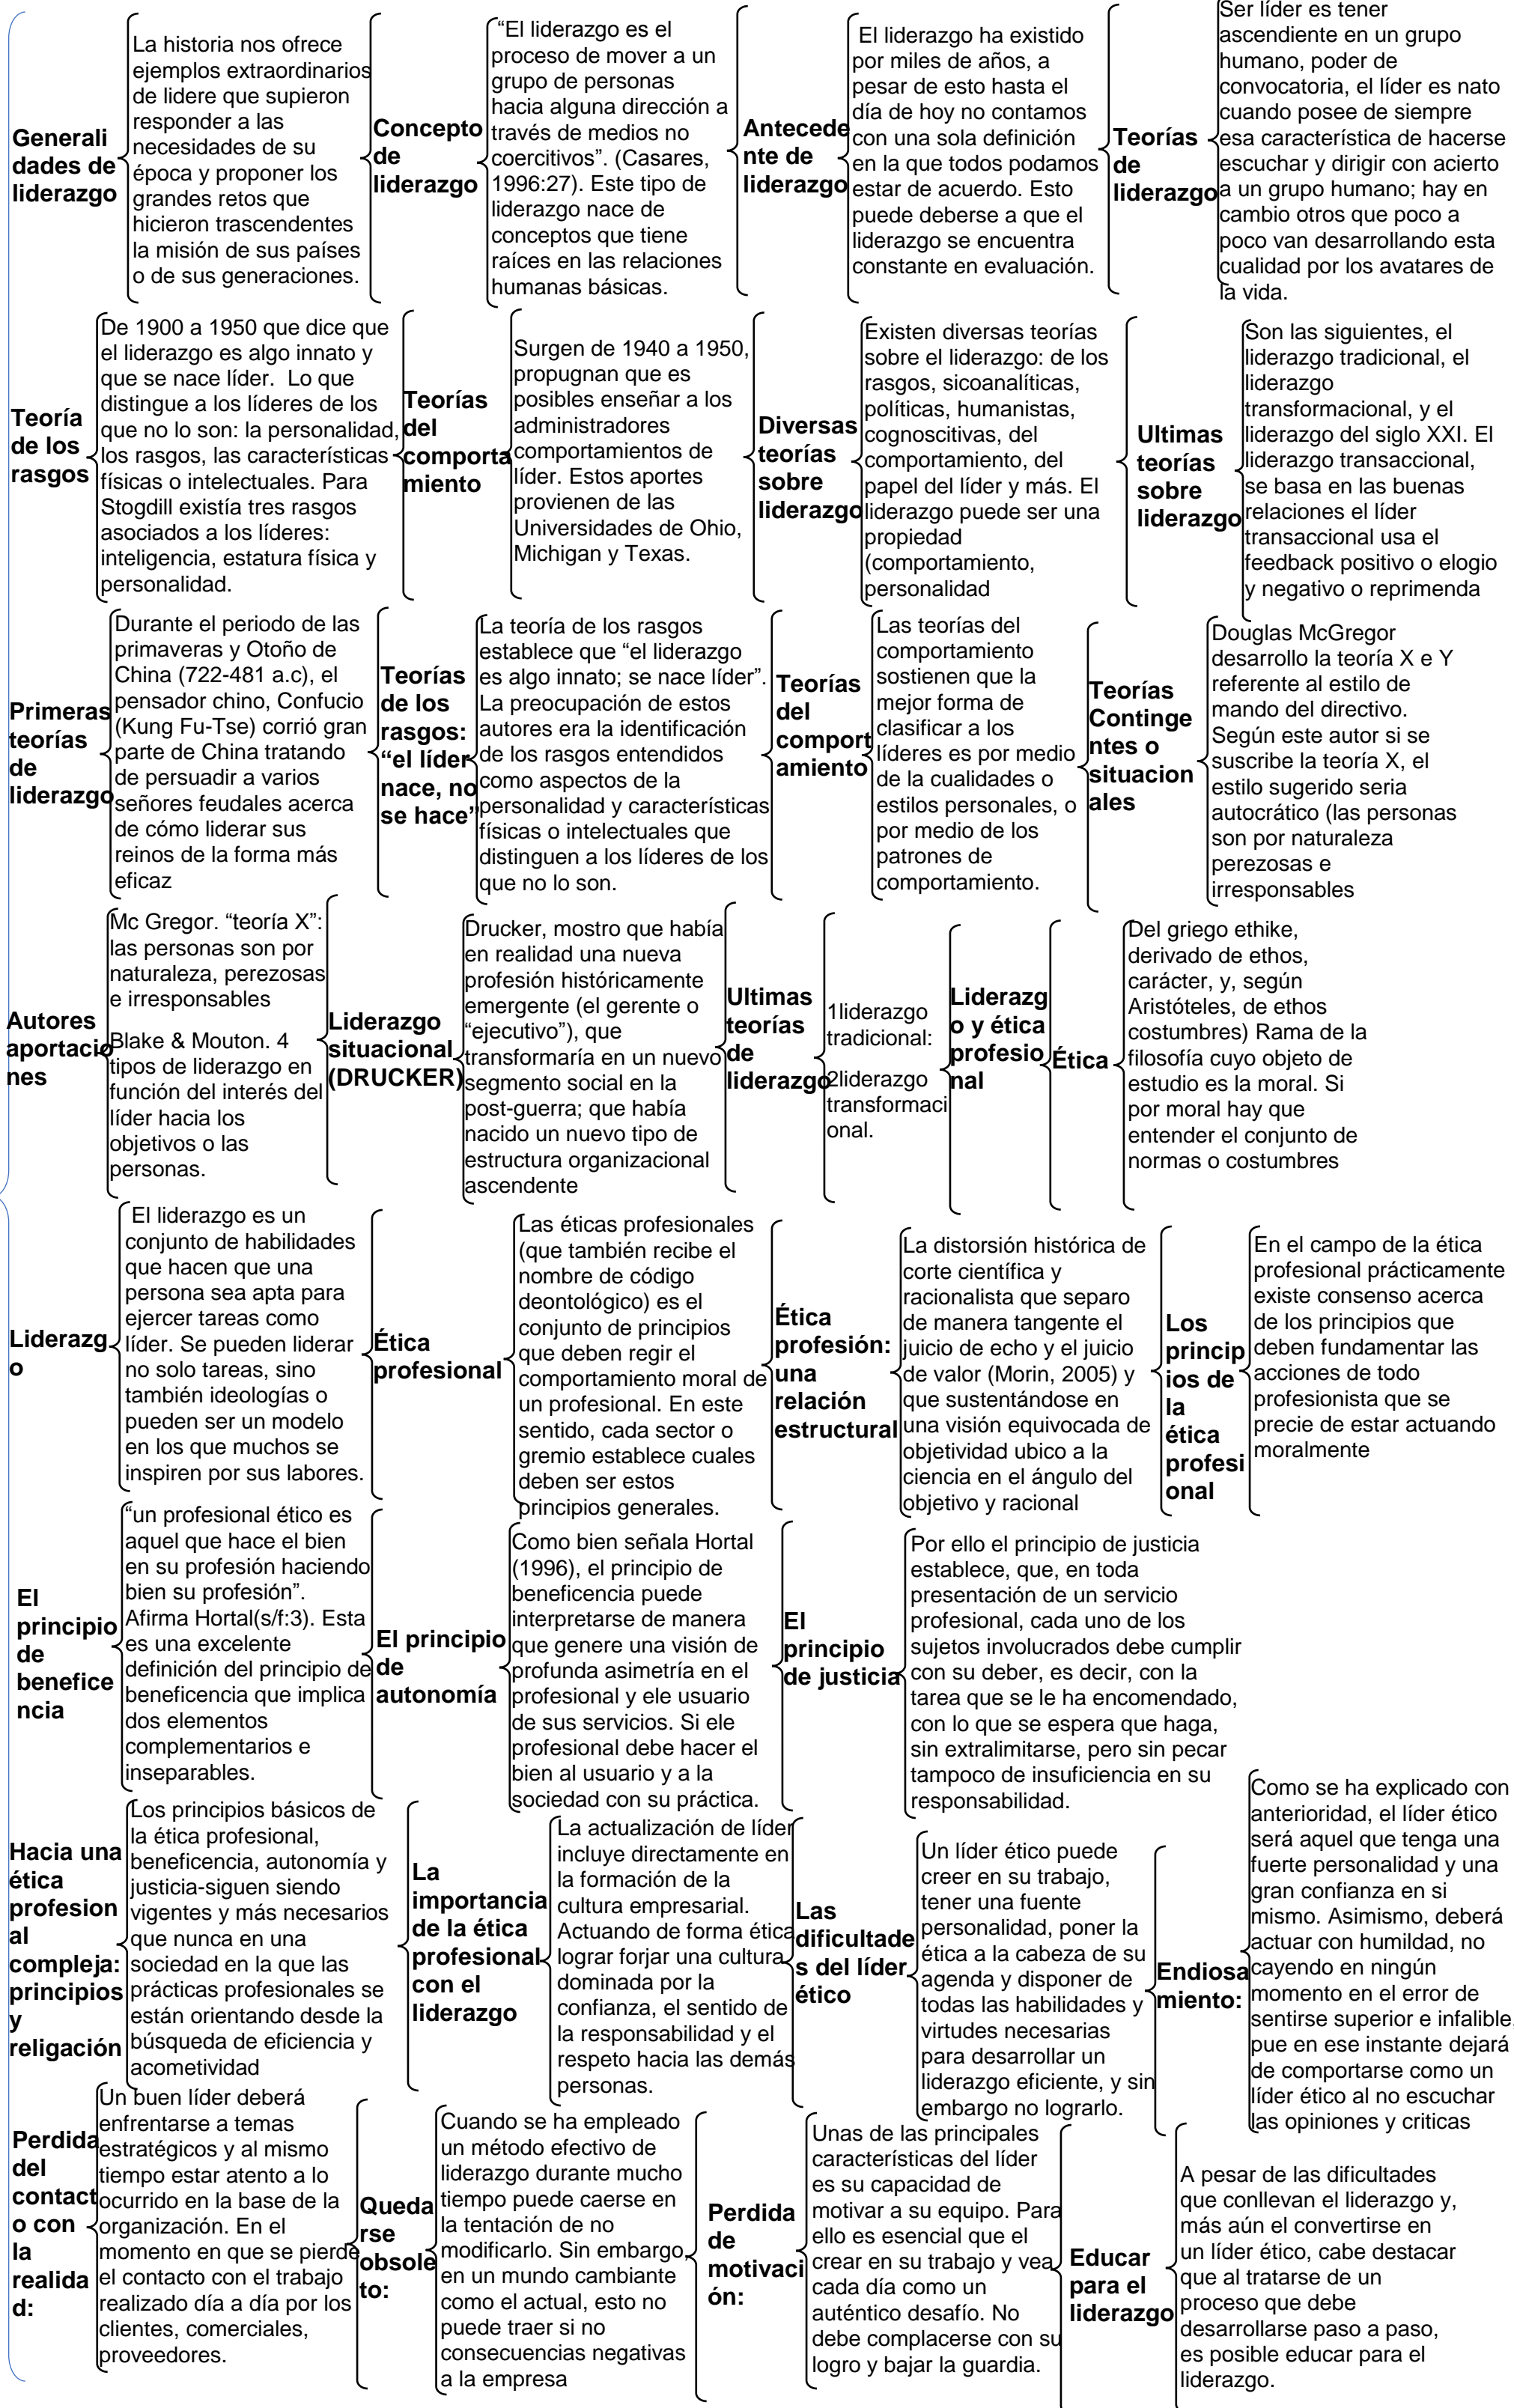 Generali
dades de
liderazgo
La historia nos ofrece
ejemplos extraordinarios
de lidere que supieron
responder a las
necesidades de su
época y proponer los
grandes retos que
hicieron trascendentes
la misión de sus países
o de sus generaciones.
Concepto
de
liderazgo
“El liderazgo es el
proceso de mover a un
grupo de personas
hacia alguna dirección a
través de medios no
coercitivos”. (Casares,
1996:27). Este tipo de
liderazgo nace de
conceptos que tiene
raíces en las relaciones
humanas básicas.
Antecede
nte de
liderazgo
El liderazgo ha existido
por miles de años, a
pesar de esto hasta el
día de hoy no contamos
con una sola definición
en la que todos podamos
estar de acuerdo. Esto
puede deberse a que el
liderazgo se encuentra
constante en evaluación.
Teorías
de
liderazgo
Ser líder es tener
ascendiente en un grupo
humano, poder de
convocatoria, el líder es nato
cuando posee de siempre
esa característica de hacerse
escuchar y dirigir con acierto
a un grupo humano; hay en
cambio otros que poco a
poco van desarrollando esta
cualidad por los avatares de
la vida.
Teoría
de los
rasgos
De 1900 a 1950 que dice que
el liderazgo es algo innato y
que se nace líder.  Lo que
distingue a los líderes de los
que no lo son: la personalidad,
los rasgos, las características
físicas o intelectuales. Para
Stogdill existía tres rasgos
asociados a los líderes:
inteligencia, estatura física y
personalidad.
Teorías
del
comporta
miento
Surgen de 1940 a 1950,
propugnan que es
posibles enseñar a los
administradores
comportamientos de
líder. Estos aportes
provienen de las
Universidades de Ohio,
Michigan y Texas.
Diversas
teorías
sobre
liderazgo
Existen diversas teorías
sobre el liderazgo: de los
rasgos, sicoanalíticas,
políticas, humanistas,
cognoscitivas, del
comportamiento, del
papel del líder y más. El
liderazgo puede ser una
propiedad
(comportamiento,
personalidad
Ultimas
teorías
sobre
liderazgo
Son las siguientes, el
liderazgo tradicional, el
liderazgo
transformacional, y el
liderazgo del siglo XXI. El
liderazgo transaccional,
se basa en las buenas
relaciones el líder
transaccional usa el
feedback positivo o elogio
y negativo o reprimenda
Primeras
teorías
de
liderazgo
Durante el periodo de las
primaveras y Otoño de
China (722-481 a.c), el
pensador chino, Confucio
(Kung Fu-Tse) corrió gran
parte de China tratando
de persuadir a varios
señores feudales acerca
de cómo liderar sus
reinos de la forma más
eficaz
Teorías
de los
rasgos:
“el líder
nace, no
se hace”
La teoría de los rasgos
establece que “el liderazgo
es algo innato; se nace líder”.
La preocupación de estos
autores era la identificación
de los rasgos entendidos
como aspectos de la
personalidad y características
físicas o intelectuales que
distinguen a los líderes de los
que no lo son.
Teorías
del
comport
amiento
Las teorías del
comportamiento
sostienen que la
mejor forma de
clasificar a los
líderes es por medio
de la cualidades o
estilos personales, o
por medio de los
patrones de
comportamiento.
Teorías
Continge
ntes o
situacion
ales
Douglas McGregor
desarrollo la teoría X e Y
referente al estilo de
mando del directivo.
Según este autor si se
suscribe la teoría X, el
estilo sugerido seria
autocrático (las personas
son por naturaleza
perezosas e
irresponsables
Autores
aportacio
nes
Mc Gregor. “teoría X”:
las personas son por
naturaleza, perezosas
e irresponsables
Blake & Mouton. 4
tipos de liderazgo en
función del interés del
líder hacia los
objetivos o las
personas.
Liderazgo
situacional
(DRUCKER)
Drucker, mostro que había
en realidad una nueva
profesión históricamente
emergente (el gerente o
“ejecutivo”), que
transformaría en un nuevo
segmento social en la
post-guerra; que había
nacido un nuevo tipo de
estructura organizacional
ascendente
Ultimas
teorías
de
liderazgo
1liderazgo
tradicional:
2liderazgo
transformaci
onal.
Liderazg
o y ética
profesio
nal
Ética
Del griego ethike,
derivado de ethos,
carácter, y, según
Aristóteles, de ethos
costumbres) Rama de la
filosofía cuyo objeto de
estudio es la moral. Si
por moral hay que
entender el conjunto de
normas o costumbres
Liderazg
o
El liderazgo es un
conjunto de habilidades
que hacen que una
persona sea apta para
ejercer tareas como
líder. Se pueden liderar
no solo tareas, sino
también ideologías o
pueden ser un modelo
en los que muchos se
inspiren por sus labores.
Ética
profesional
Las éticas profesionales
(que también recibe el
nombre de código
deontológico) es el
conjunto de principios
que deben regir el
comportamiento moral de
un profesional. En este
sentido, cada sector o
gremio establece cuales
deben ser estos
principios generales.
Ética
profesión:
una
relación
estructural
La distorsión histórica de
corte científica y
racionalista que separo
de manera tangente el
juicio de echo y el juicio
de valor (Morin, 2005) y
que sustentándose en
una visión equivocada de
objetividad ubico a la
ciencia en el ángulo del
objetivo y racional
Los
princip
ios de
la
ética
profesi
onal
En el campo de la ética
profesional prácticamente
existe consenso acerca
de los principios que
deben fundamentar las
acciones de todo
profesionista que se
precie de estar actuando
moralmente
El
principio
de
benefice
ncia
“un profesional ético es
aquel que hace el bien
en su profesión haciendo
bien su profesión”.
Afirma Hortal(s/f:3). Esta
es una excelente
definición del principio de
beneficencia que implica
dos elementos
complementarios e
inseparables.
El principio
de
autonomía
Como bien señala Hortal
(1996), el principio de
beneficencia puede
interpretarse de manera
que genere una visión de
profunda asimetría en el
profesional y ele usuario
de sus servicios. Si ele
profesional debe hacer el
bien al usuario y a la
sociedad con su práctica.
El
principio
de justicia
Por ello el principio de justicia
establece, que, en toda
presentación de un servicio
profesional, cada uno de los
sujetos involucrados debe cumplir
con su deber, es decir, con la
tarea que se le ha encomendado,
con lo que se espera que haga,
sin extralimitarse, pero sin pecar
tampoco de insuficiencia en su
responsabilidad.
Hacia una
ética
profesion
al
compleja:
principios
y
religación
Los principios básicos de
la ética profesional,
beneficencia, autonomía y
justicia-siguen siendo
vigentes y más necesarios
que nunca en una
sociedad en la que las
prácticas profesionales se
están orientando desde la
búsqueda de eficiencia y
acometividad
La
importancia
de la ética
profesional
con el
liderazgo
La actualización de líder
incluye directamente en
la formación de la
cultura empresarial.
Actuando de forma ética
lograr forjar una cultura
dominada por la
confianza, el sentido de
la responsabilidad y el
respeto hacia las demás
personas.
Las
dificultade
s del líder
ético
Un líder ético puede
creer en su trabajo,
tener una fuente
personalidad, poner la
ética a la cabeza de su
agenda y disponer de
todas las habilidades y
virtudes necesarias
para desarrollar un
liderazgo eficiente, y sin
embargo no lograrlo.
Endiosa
miento:
Como se ha explicado con
anterioridad, el líder ético
será aquel que tenga una
fuerte personalidad y una
gran confianza en si
mismo. Asimismo, deberá
actuar con humildad, no
cayendo en ningún
momento en el error de
sentirse superior e infalible,
pue en ese instante dejará
de comportarse como un
líder ético al no escuchar
las opiniones y criticas
Perdida
del
contact
o con
la
realida
d:
Un buen líder deberá
enfrentarse a temas
estratégicos y al mismo
tiempo estar atento a lo
ocurrido en la base de la
organización. En el
momento en que se pierde
el contacto con el trabajo
realizado día a día por los
clientes, comerciales,
proveedores.
Queda
rse
obsole
to:
Cuando se ha empleado
un método efectivo de
liderazgo durante mucho
tiempo puede caerse en
la tentación de no
modificarlo. Sin embargo,
en un mundo cambiante
como el actual, esto no
puede traer si no
consecuencias negativas
a la empresa
Perdida
de
motivaci
ón:
Unas de las principales
características del líder
es su capacidad de
motivar a su equipo. Para
ello es esencial que el
crear en su trabajo y vea
cada día como un
auténtico desafío. No
debe complacerse con su
logro y bajar la guardia.
Educar
para el
liderazgo
A pesar de las dificultades
que conllevan el liderazgo y,
más aún el convertirse en
un líder ético, cabe destacar
que al tratarse de un
proceso que debe
desarrollarse paso a paso,
es posible educar para el
liderazgo.